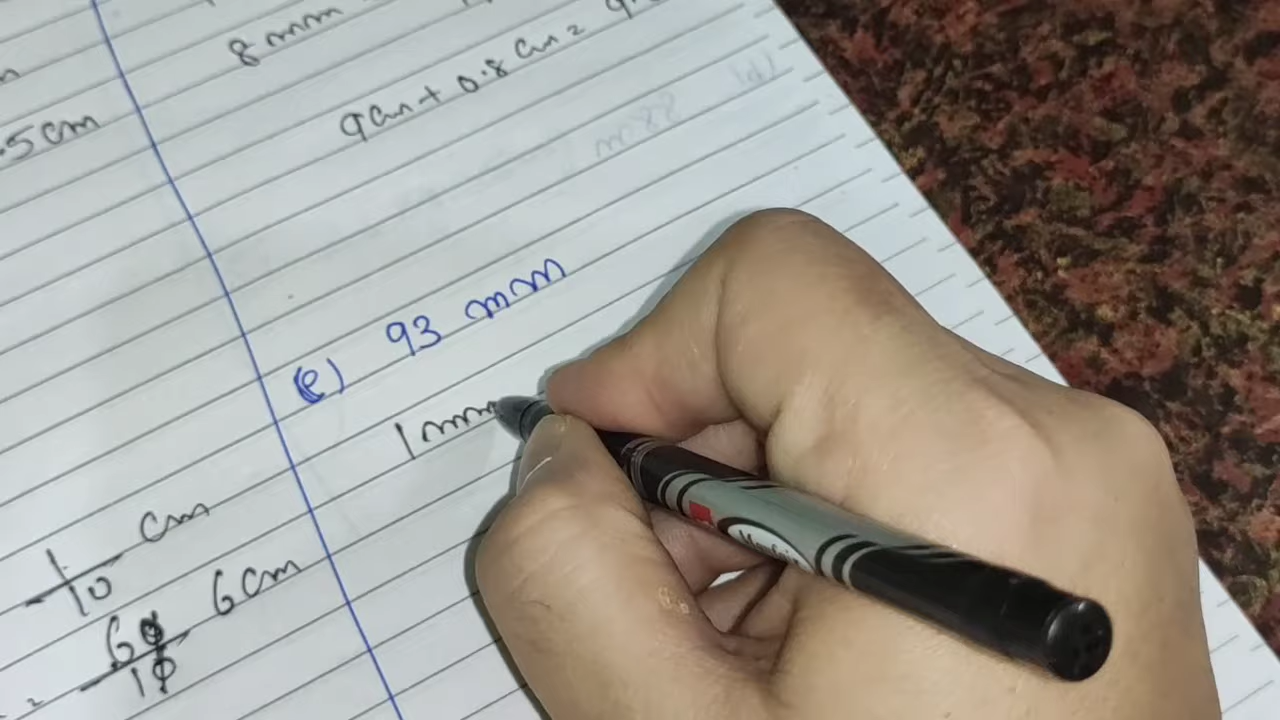 8 mm
.5 cm
9 cm + 0.8 cm =
(e) 93 mm
1 mm
1/10 cm
60/10 6 cm